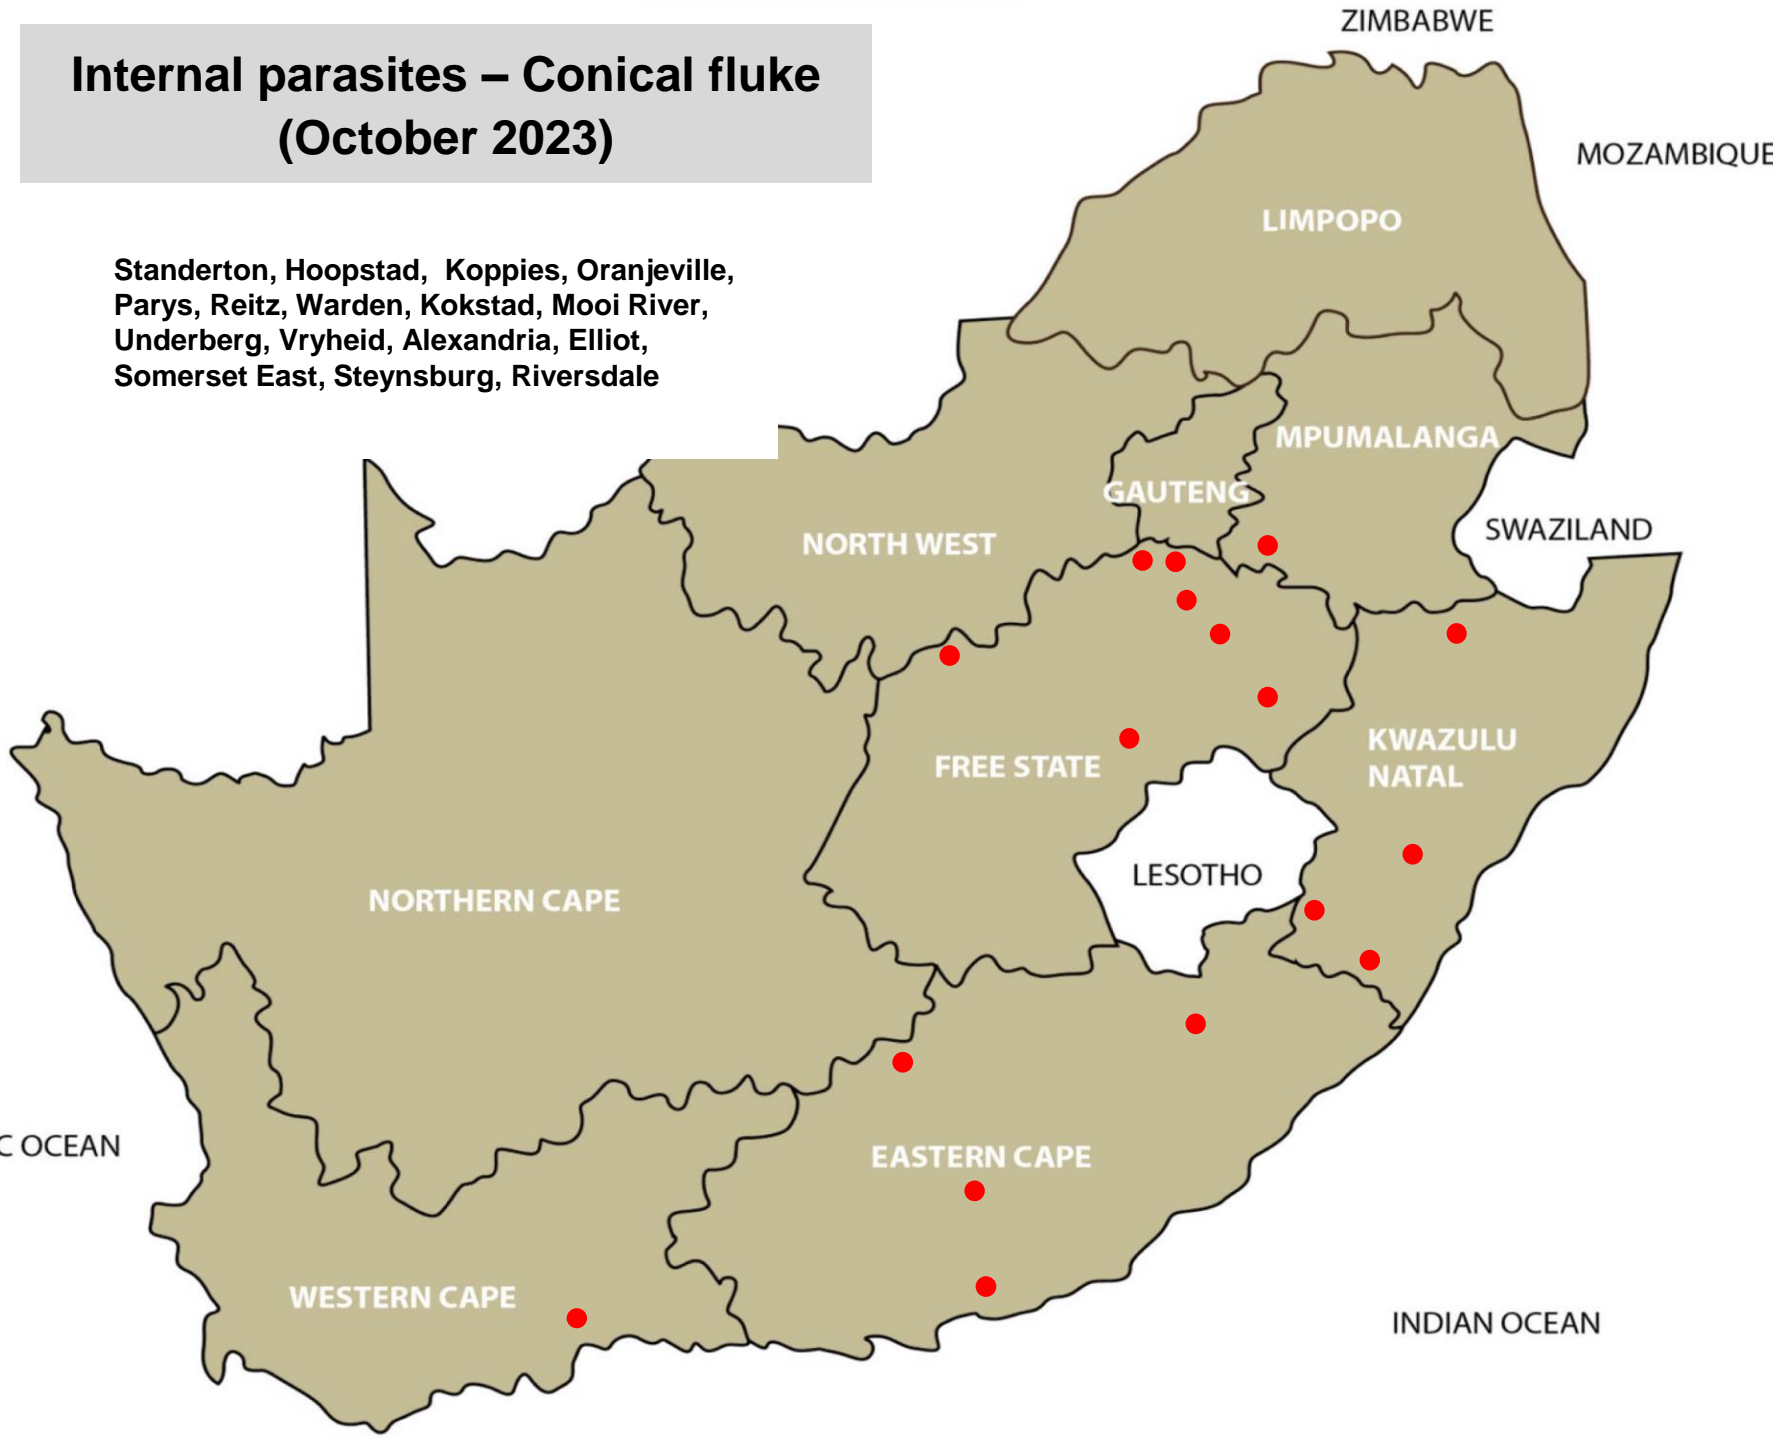 Internal parasites – Conical fluke
(October 2023)
Standerton, Hoopstad, Koppies, Oranjeville,
Parys, Reitz, Warden, Kokstad, Mooi River,
Underberg, Vryheid, Alexandria, Elliot,
Somerset East, Steynsburg, Riversdale
ZIMBABWE
MOZAMBIQUE
LIMPOPO
MPUMALANGA
GAUTENG
SWAZILAND
NORTH WEST
KWAZULU
NATAL
FREE STATE
LESOTHO
NORTHERN CAPE
C OCEAN
EASTERN CAPE
WESTERN CAPE
INDIAN OCEAN